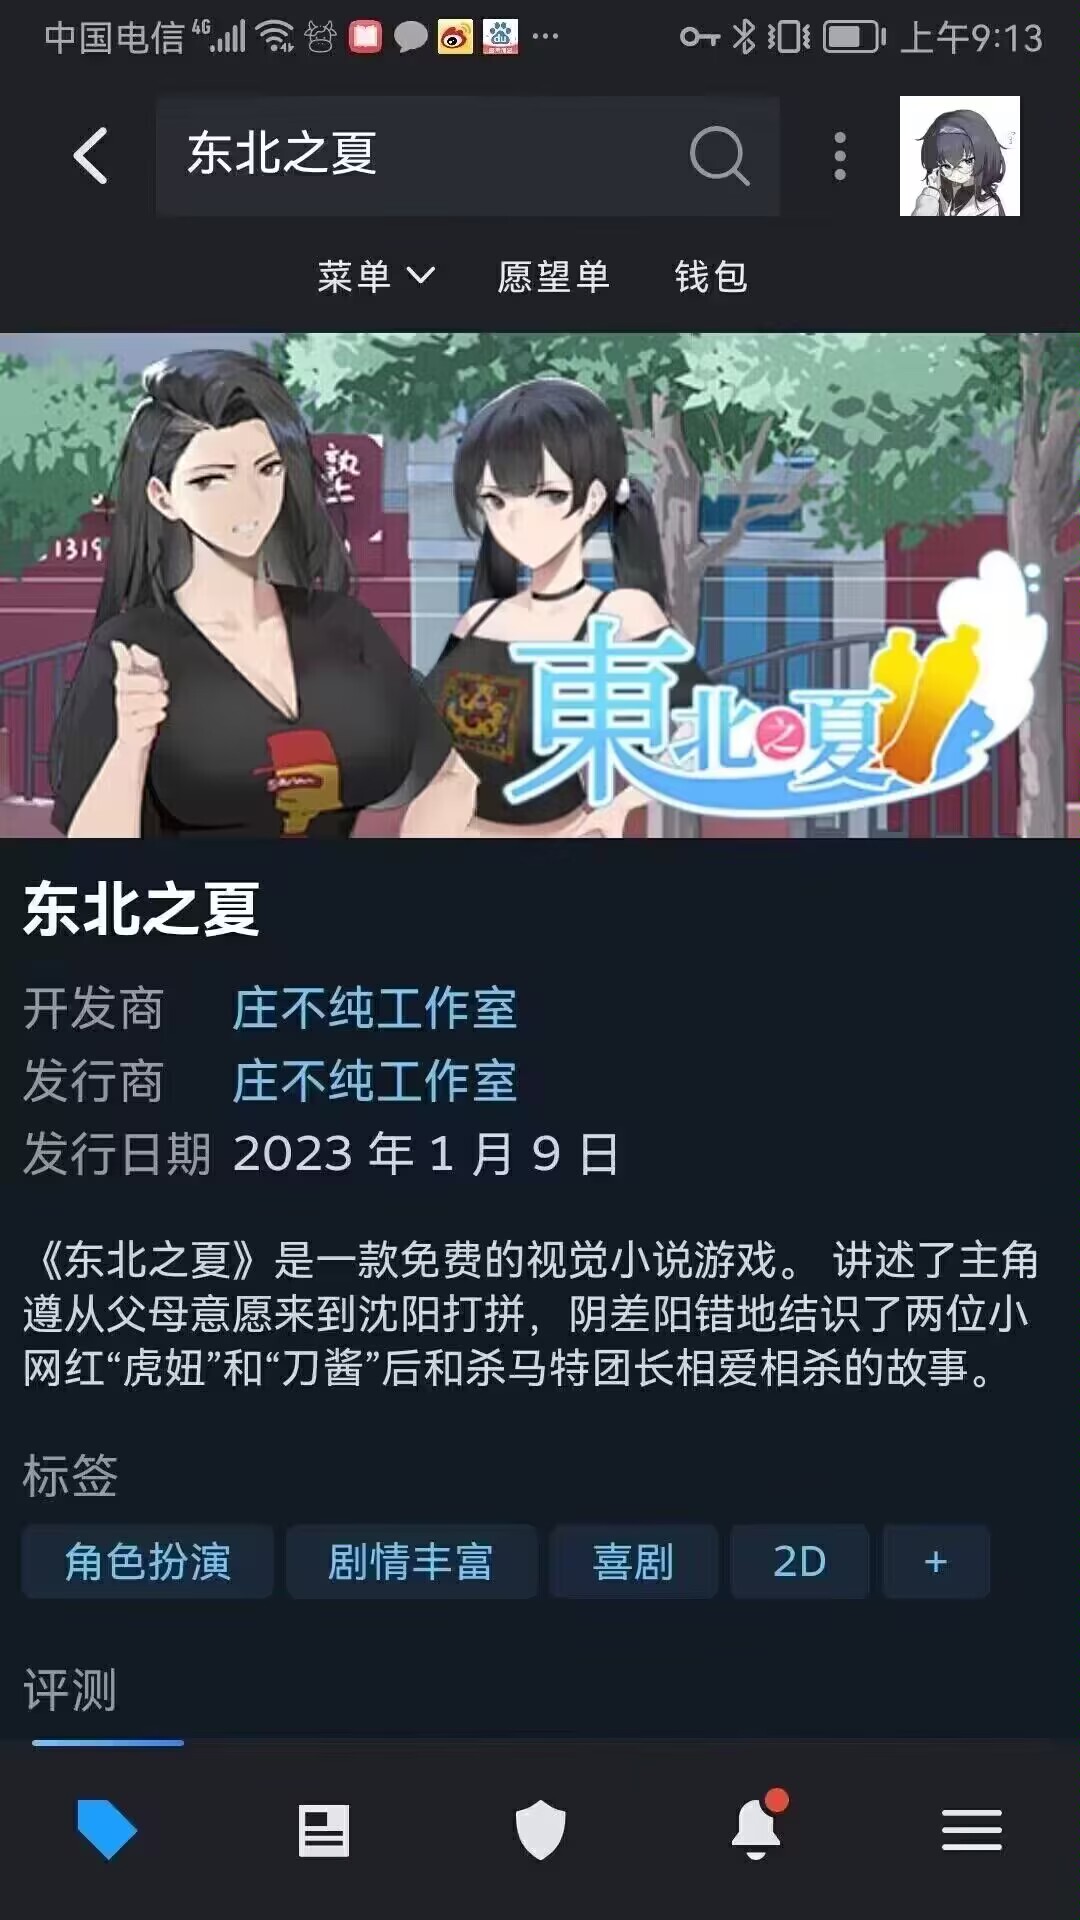 中国电信 4G 上午9:13
东北之夏
菜单 愿望单 钱包
東北之夏
东北之夏
开发商 庄不纯工作室
发行商 庄不纯工作室
发行日期 2023 年 1 月 9 日
《东北之夏》是一款免费的视觉小说游戏。 讲述了主角
遵从父母意愿来到沈阳打拼，阴差阳错地结识了两位小
网红“虎妞”和“刀酱”后和杀马特团长相爱相杀的故事。
标签
角色扮演 剧情丰富 喜剧 2D +
评测